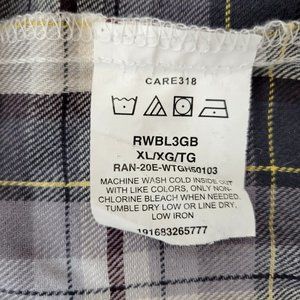 CARE318
RWBL3GB
XL/XG/TG
RAN-20E-WTGH50103
MACHINE WASH COLD INSIDE OUT
WITH LIKE COLORS, ONLY NON-
CHLORINE BLEACH WHEN NEEDED,
TUMBLE DRY LOW OR LINE DRY,
LOW IRON
191683265777